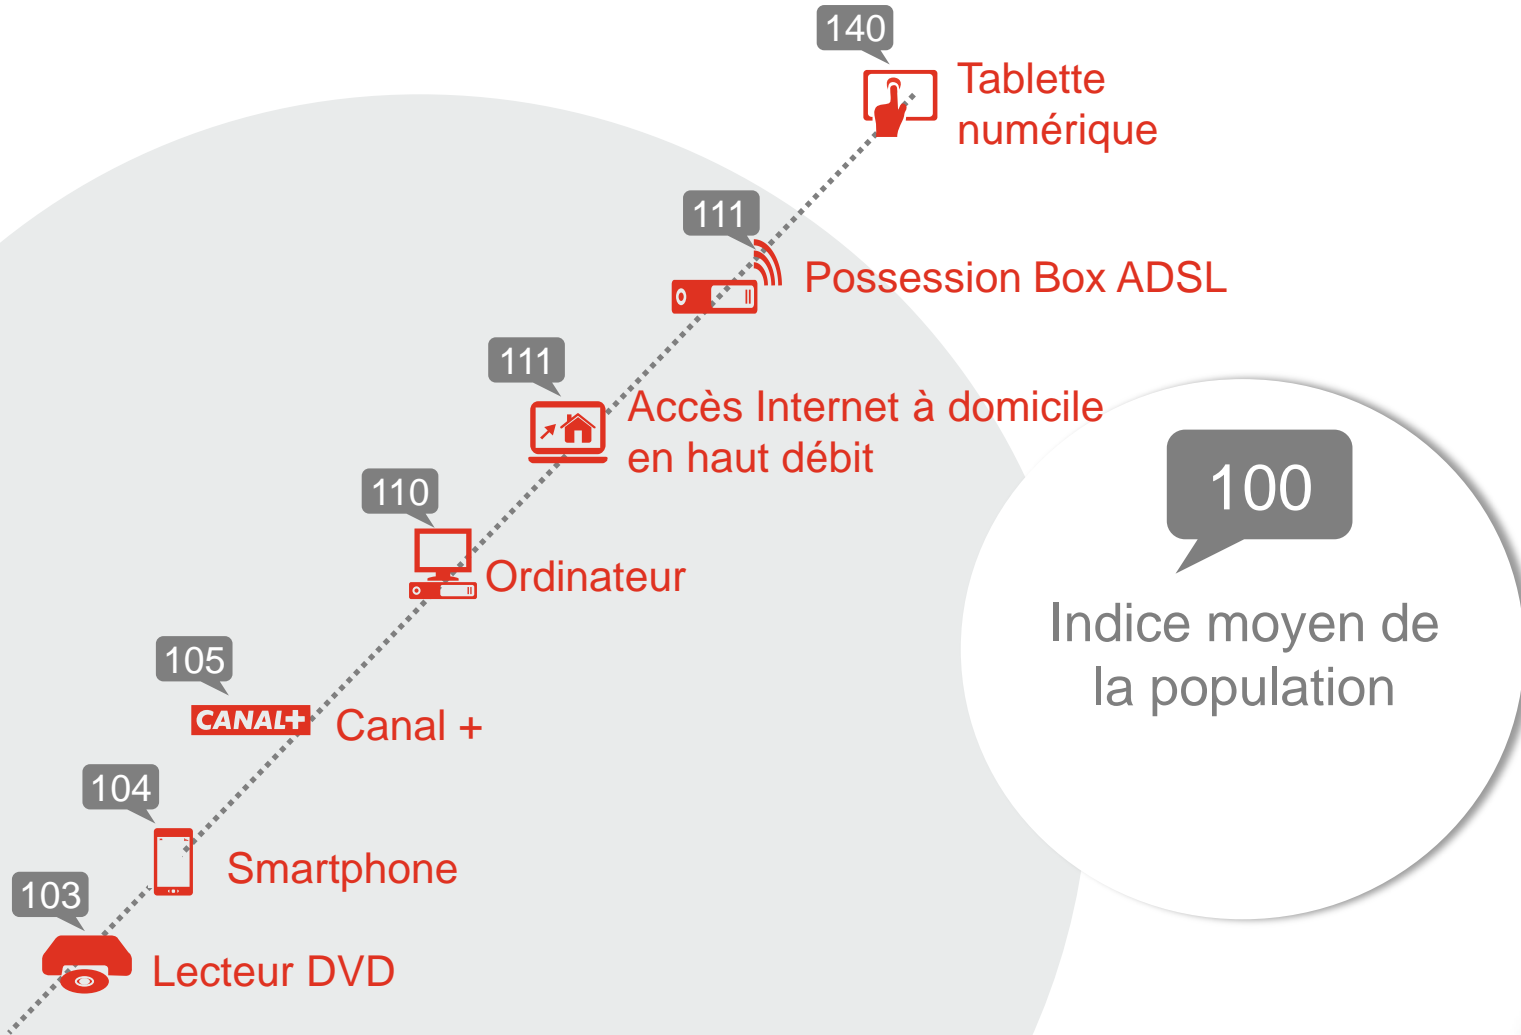 140
Tablette
numérique
111
Possession Box ADSL
111
Accès Internet à domicile
en haut débit
110
Ordinateur
105
CANAL+
Canal +
104
Smartphone
103
Lecteur DVD
100
Indice moyen de
la population